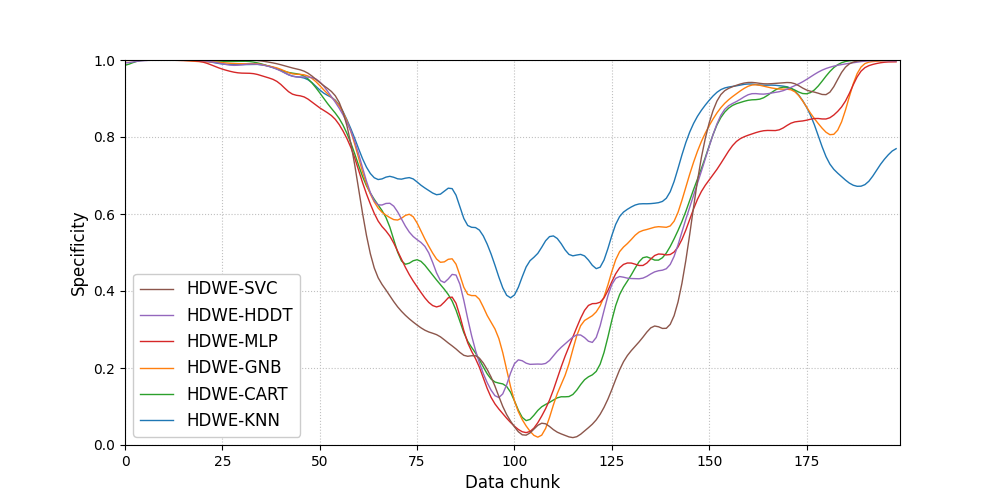 1.0
0.8
0.6
0.4
0.2
0.0
Specificity
HDWE-SVC
HDWE-HDDT
HDWE-MLP
HDWE-GNB
HDWE-CART
HDWE-KNN
0 25 50 75 100 125 150 175
Data chunk